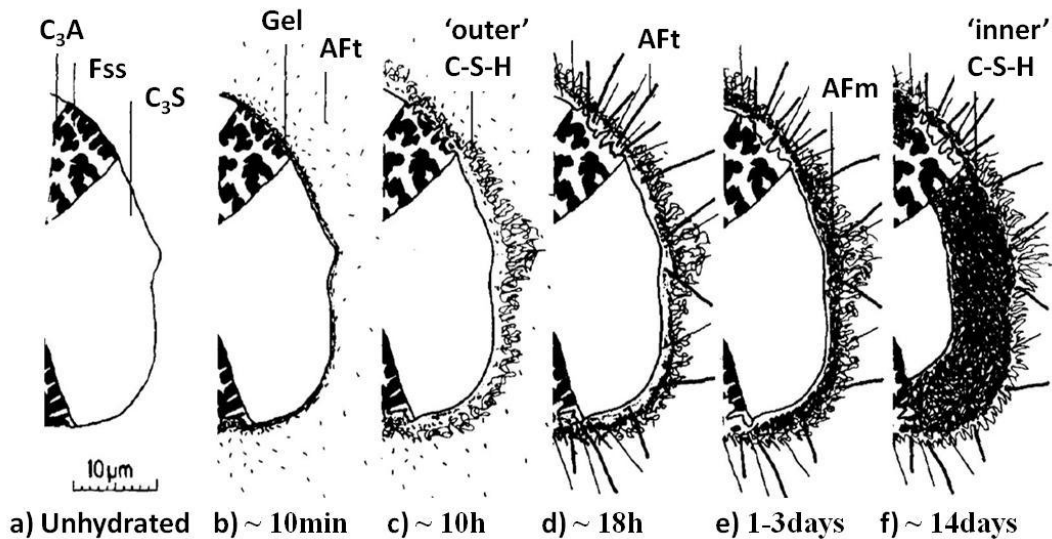 C₃A
Fss
C₃S
Gel
AFt
'outer'
C-S-H
AFt
AFm
'inner'
C-S-H
10μm
a) Unhydrated b) ~ 10min c) ~ 10h d) ~ 18h e) 1-3days f) ~ 14days